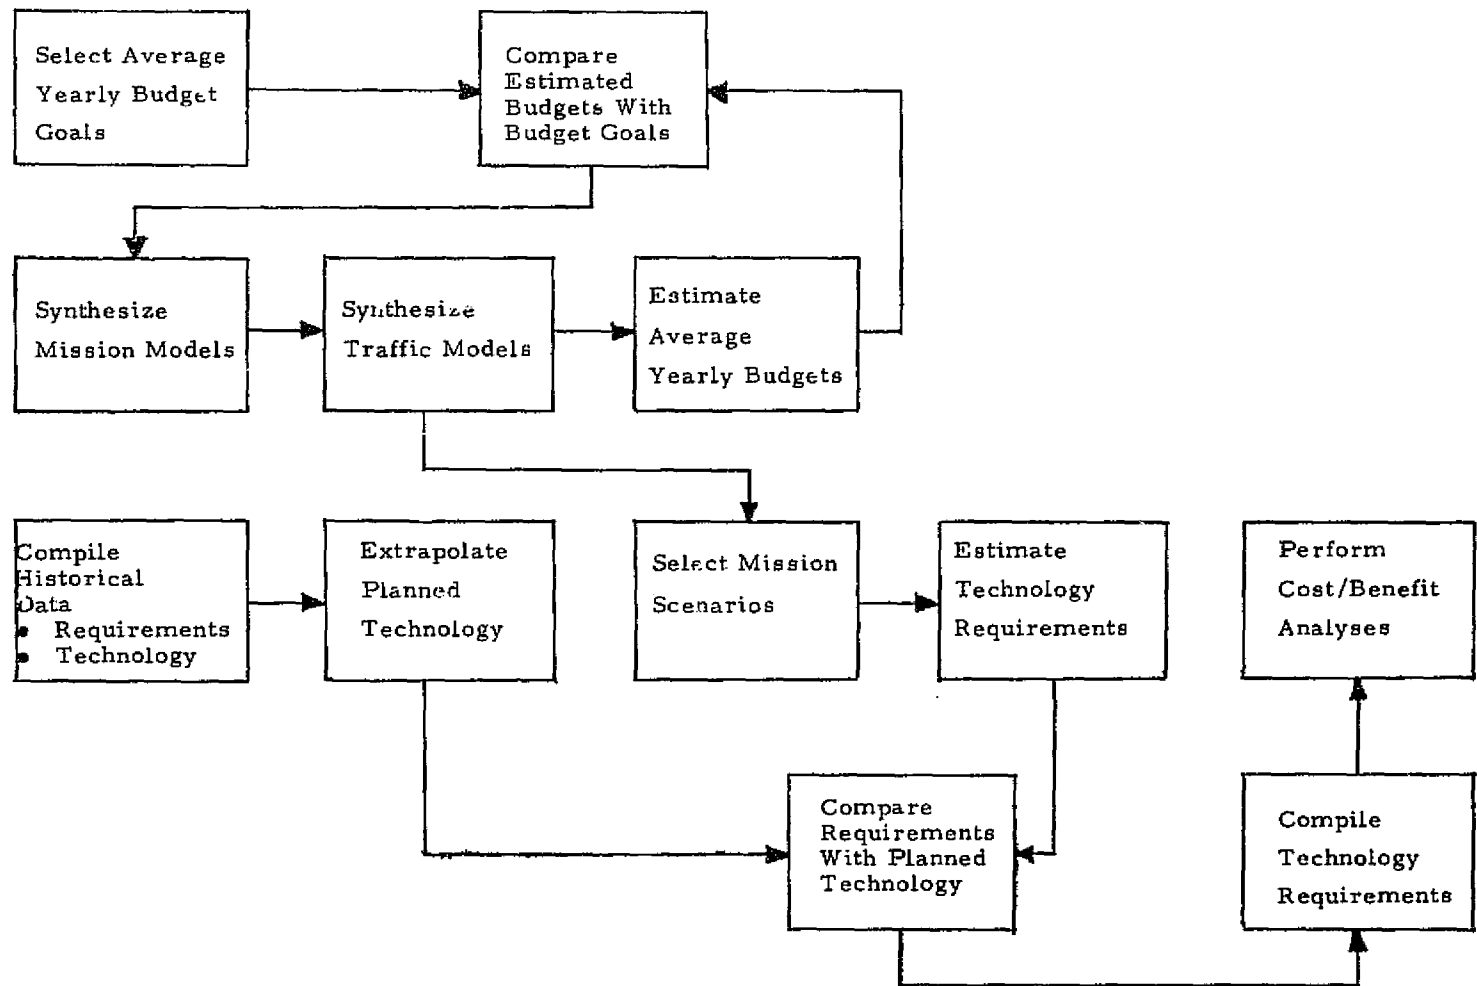 Select Average
Yearly Budget
Goals
Compare
Estimated
Budgets With
Budget Goals
Synthesize
Mission Models
Synthesize
Traffic Models
Estimate
Average
Yearly Budgets
Compile
Historical
Data
• Requirements
• Technology
Extrapolate
Planned
Technology
Select Mission
Scenarios
Estimate
Technology
Requirements
Perform
Cost/Benefit
Analyses
Compare
Requirements
With Planned
Technology
Compile
Technology
Requirements